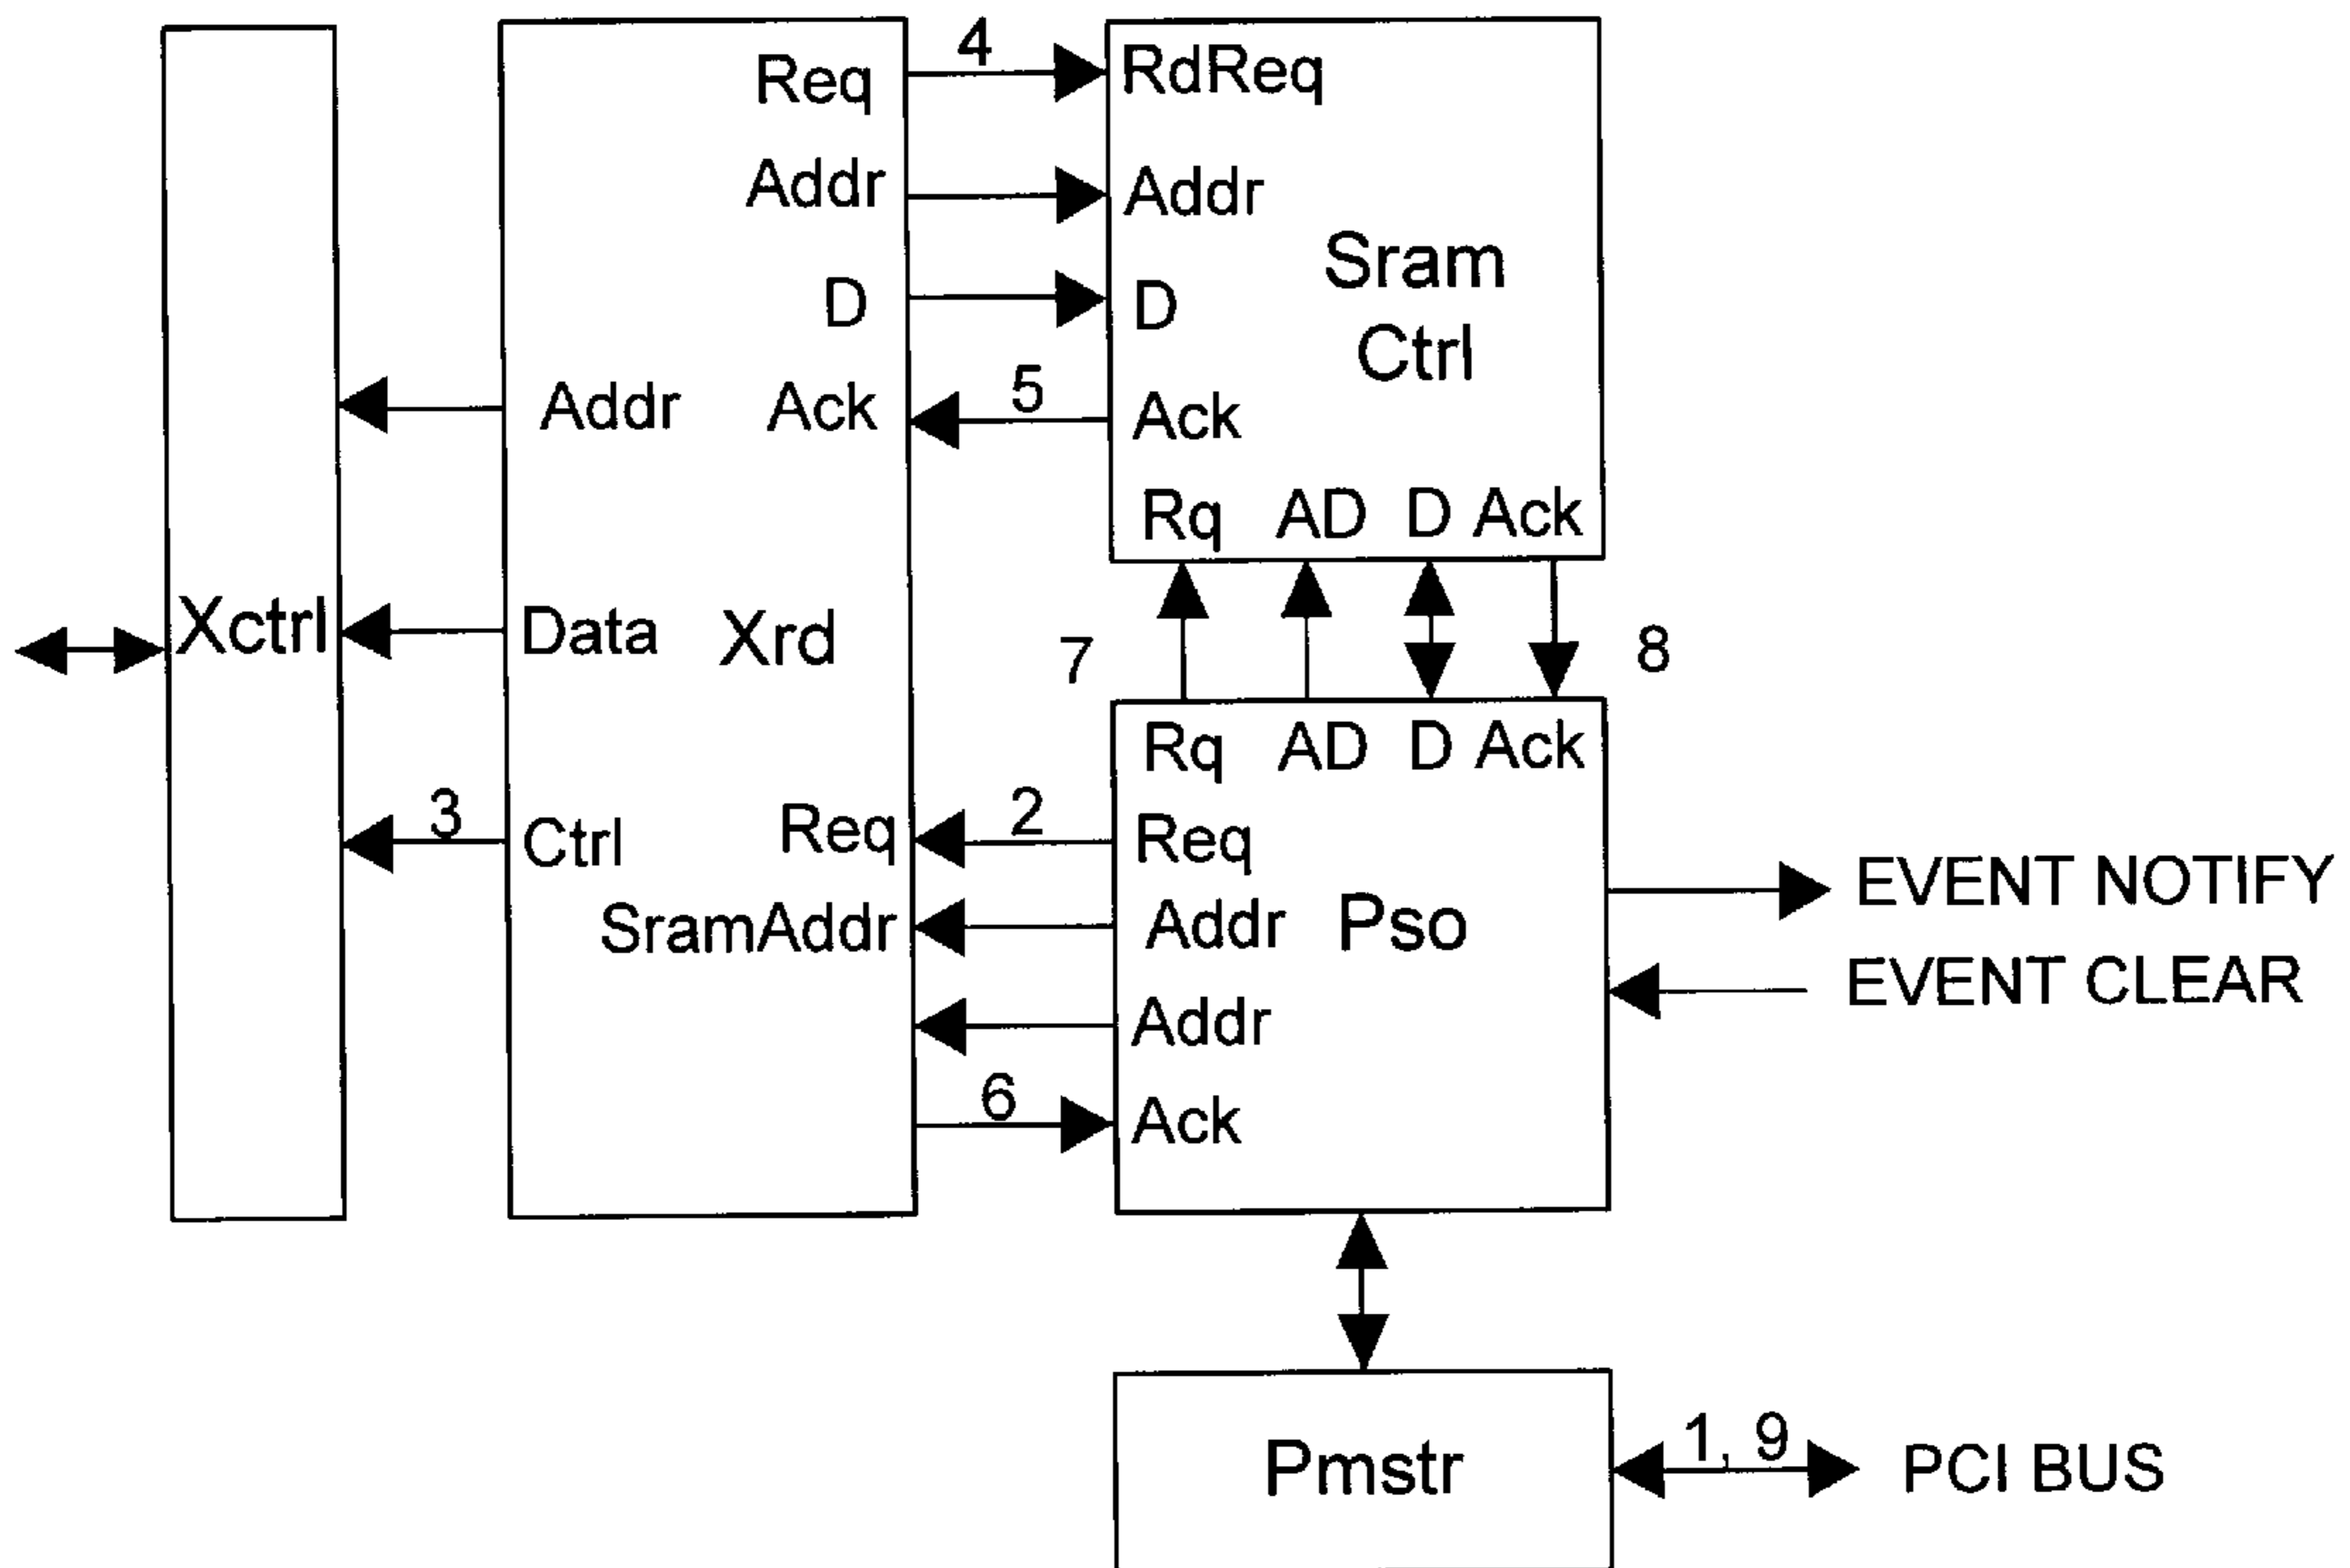 4
Req
RdReq
Addr
Addr
D
D
Sram
Ctrl
5
Addr
Ack
Ack
Rq AD D Ack
Xctrl
Data
Xrd
7
8
Rq AD D Ack
3
Ctrl
Req
2
Req
SramAddr
Addr
Pso
EVENT NOTIFY
EVENT CLEAR
Addr
6
Ack
Pmstr
1, 9
PCI BUS